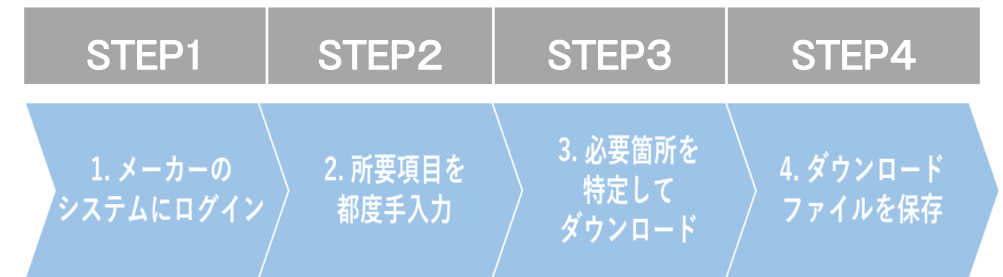 STEP1
STEP2
STEP3
STEP4
1. メーカーの
システムにログイン
2. 所要項目を
都度手入力
3. 必要箇所を
特定して
ダウンロード
4. ダウンロード
ファイルを保存